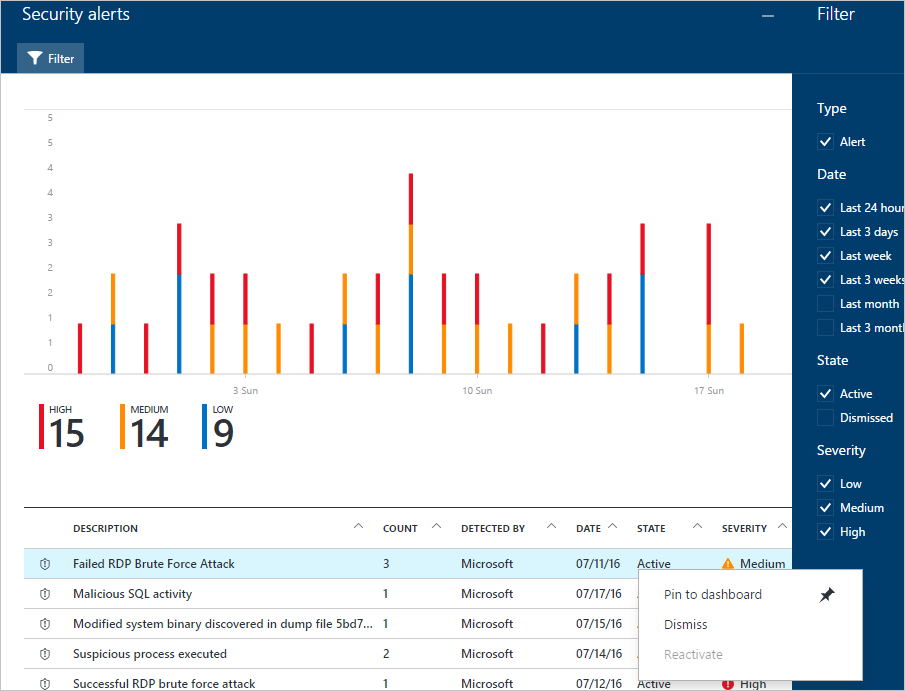 Security alerts
Filter
Filter
Type
Alert
Date
Last 24 hour
Last 3 days
Last week
Last 3 weeks
Last month
Last 3 mont
State
Active
Dismissed
Severity
Low
Medium
High
5
5
4
4
3
3
2
2
1
1
0
3 Sun 10 Sun 17 Sun
HIGH MEDIUM LOW
15 14 9
DESCRIPTION COUNT DETECTED BY DATE STATE SEVERITY
Failed RDP Brute Force Attack 3 Microsoft 07/11/16 Active Medium
Malicious SQL activity 1 Microsoft 07/17/16
Modified system binary discovered in dump file 5bd7... 1 Microsoft 07/15/16
Suspicious process executed 2 Microsoft 07/14/16
Successful RDP brute force attack 1 Microsoft 07/12/16 Active High
Pin to dashboard
Dismiss
Reactivate